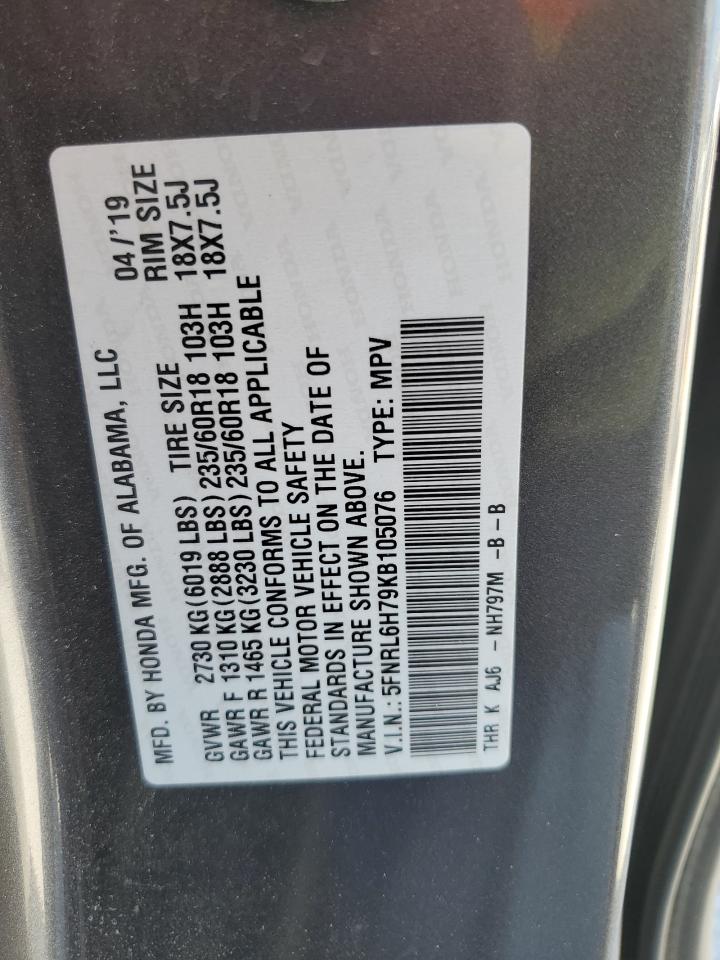 MFD. BY HONDA MFG. OF ALABAMA, LLC 04/'19
GVWR 2730 KG (6019 LBS) TIRE SIZE RIM SIZE
GAWR F 1310 KG (2888 LBS) 235/60R18 103H 18X7.5J
GAWR R 1465 KG (3230 LBS) 235/60R18 103H 18X7.5J
THIS VEHICLE CONFORMS TO ALL APPLICABLE
FEDERAL MOTOR VEHICLE SAFETY
STANDARDS IN EFFECT ON THE DATE OF
MANUFACTURE SHOWN ABOVE.
V.I.N.: 5FNRL6H79KB105076 TYPE: MPV
THR K AJ6 - NH797M -B-B